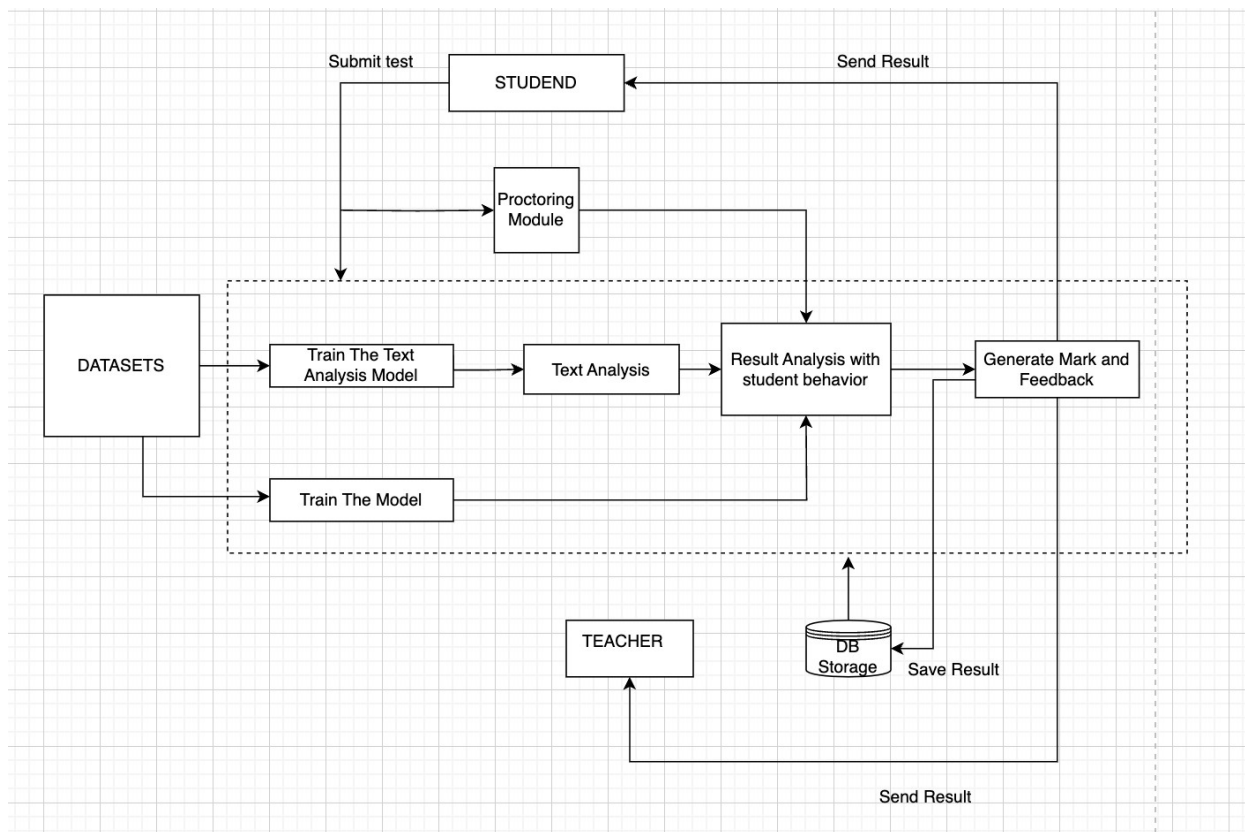 Submit test
STUDEND
Send Result
Proctoring
Module
DATASETS
Train The Text
Analysis Model
Text Analysis
Result Analysis with
student behavior
Generate Mark and
Feedback
Train The Model
TEACHER
DB
Storage
Save Result
Send Result